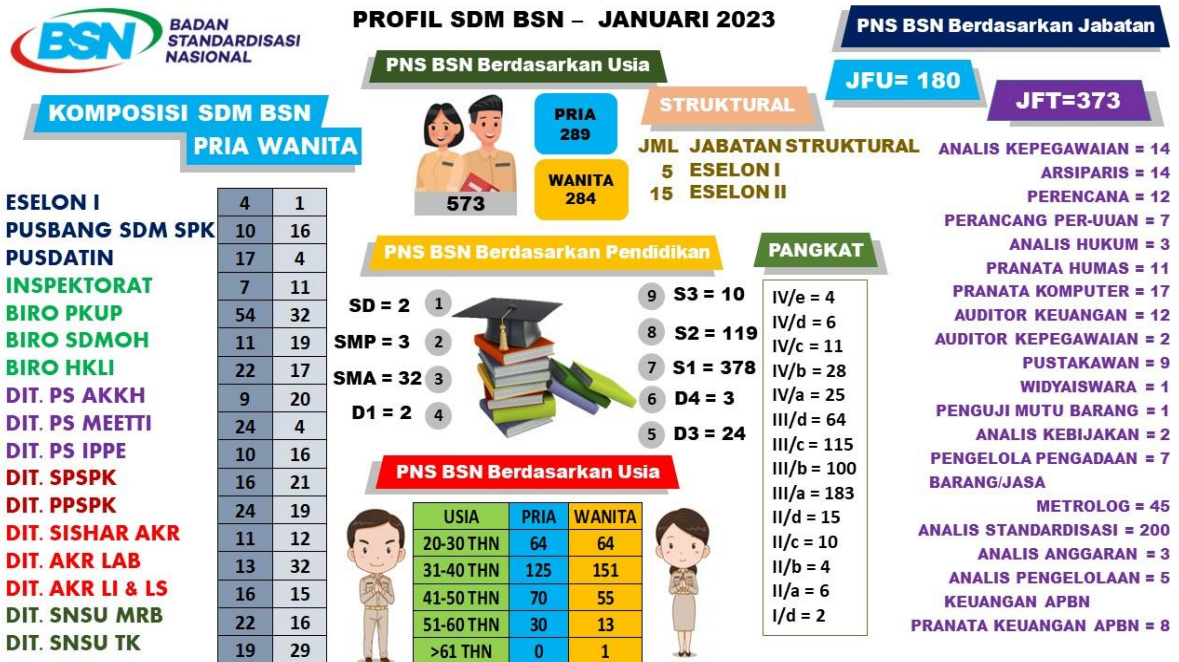 BSN
BADAN
STANDARDISASI
NASIONAL
PROFIL SDM BSN – JANUARI 2023
KOMPOSISI SDM BSN
PRIA WANITA
ESELON I 4 1
PUSBANG SDM SPK 10 16
PUSDATIN 17 4
INSPEKTORAT 7 11
BIRO PKUP 54 32
BIRO SDMOH 11 19
BIRO HKLI 22 17
DIT. PS AKKH 9 20
DIT. PS MEETTI 24 4
DIT. PS IPPE 10 16
DIT. SPSPK 16 21
DIT. PPSPK 24 19
DIT. SISHAR AKR 11 12
DIT. AKR LAB 13 32
DIT. AKR LI & LS 16 15
DIT. SNSU MRB 22 16
DIT. SNSU TK 19 29
PNS BSN Berdasarkan Usia
573
PRIA
289
WANITA
284
STRUKTURAL
JML JABATAN STRUKTURAL
5 ESELON I
15 ESELON II
PNS BSN Berdasarkan Pendidikan
SD = 2 1
SMP = 3 2
SMA = 32 3
D1 = 2 4
9 S3 = 10
8 S2 = 119
7 S1 = 378
6 D4 = 3
5 D3 = 24
PANGKAT
IV/e = 4
IV/d = 6
IV/c = 11
IV/b = 28
IV/a = 25
III/d = 64
III/c = 115
III/b = 100
III/a = 183
II/d = 15
II/c = 10
II/b = 4
II/a = 6
I/d = 2
PNS BSN Berdasarkan Usia
USIA PRIA WANITA
20-30 THN 64 64
31-40 THN 125 151
41-50 THN 70 55
51-60 THN 30 13
>61 THN 0 1
PNS BSN Berdasarkan Jabatan
JFU= 180
JFT=373
ANALIS KEPEGAWAIAN = 14
ARSIPARIS = 14
PERENCANA = 12
PERANCANG PER-UUAN = 7
ANALIS HUKUM = 3
PRANATA HUMAS = 11
PRANATA KOMPUTER = 17
AUDITOR KEUANGAN = 12
AUDITOR KEPEGAWAIAN = 2
PUSTAKAWAN = 9
WIDYAISWARA = 1
PENGUJI MUTU BARANG = 1
ANALIS KEBIJAKAN = 2
PENGELOLA PENGADAAN = 7
BARANG/JASA
METROLOG = 45
ANALIS STANDARDISASI = 200
ANALIS ANGGARAN = 3
ANALIS PENGELOLAAN = 5
KEUANGAN APBN
PRANATA KEUANGAN APBN = 8